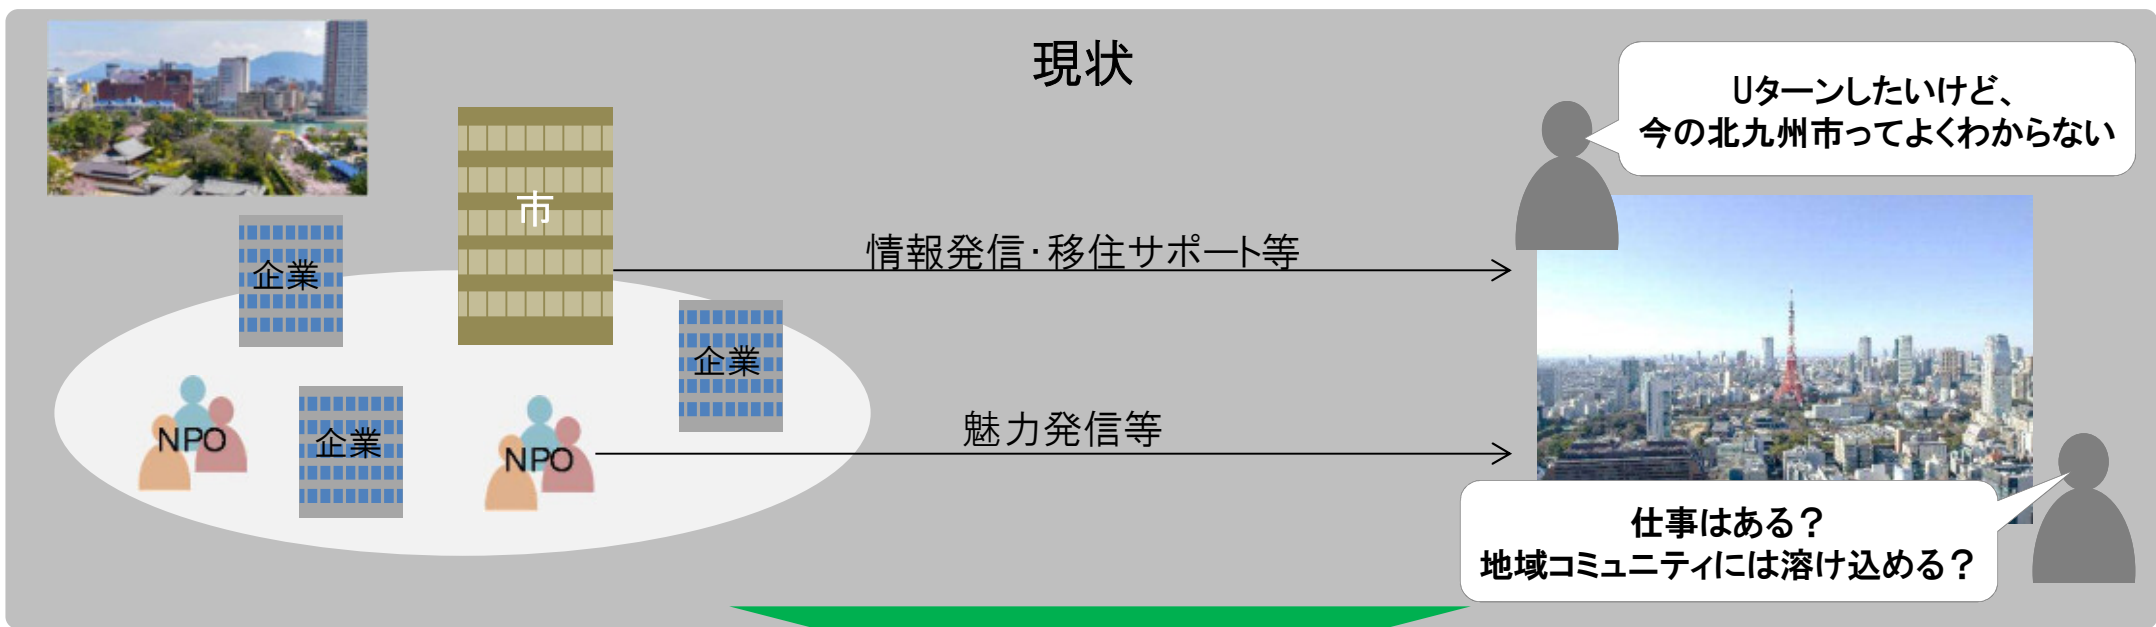 現状
Uターンしたいけど、
今の北九州市ってよくわからない
市
情報発信・移住サポート等
企業
企業
魅力発信等
NPO
企業
NPO
仕事はある？
地域コミュニティには溶け込める？